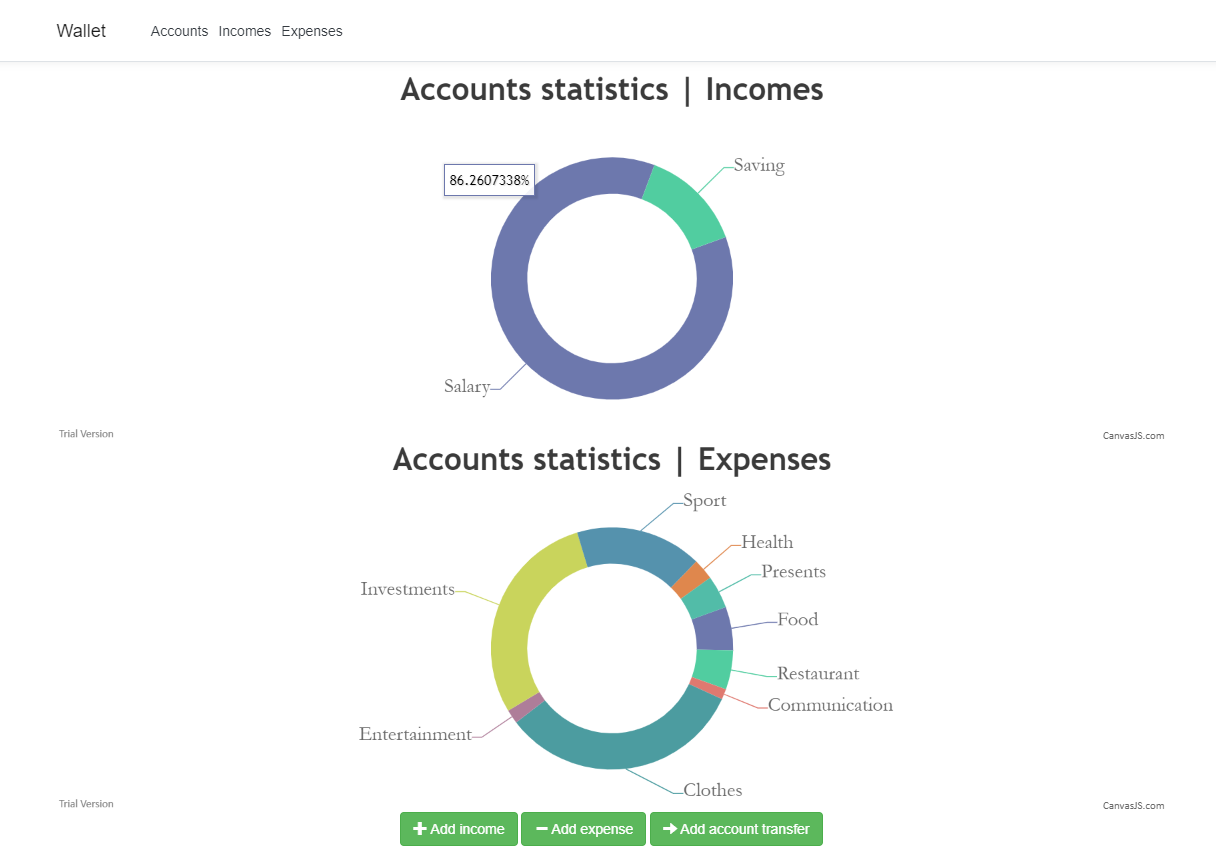 Wallet Accounts Incomes Expenses
Accounts statistics | Incomes
Saving
86.2607338%
Salary
Trial Version
CanvasJS.com
Accounts statistics | Expenses
Sport
Health
Presents
Investments
Food
Restaurant
Communication
Entertainment
Clothes
Trial Version
CanvasJS.com
Add income Add expense Add account transfer